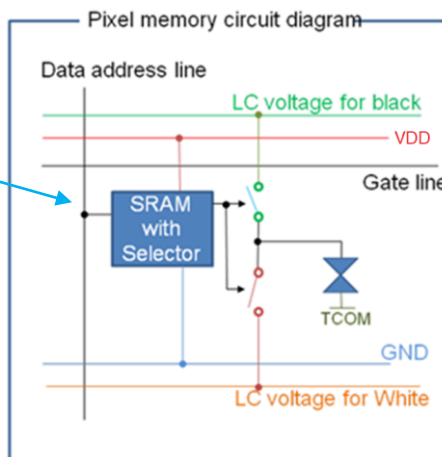 Pixel memory circuit diagram
Data address line
LC voltage for black
VDD
Gate line
SRAM
with
Selector
TCOM
GND
LC voltage for White